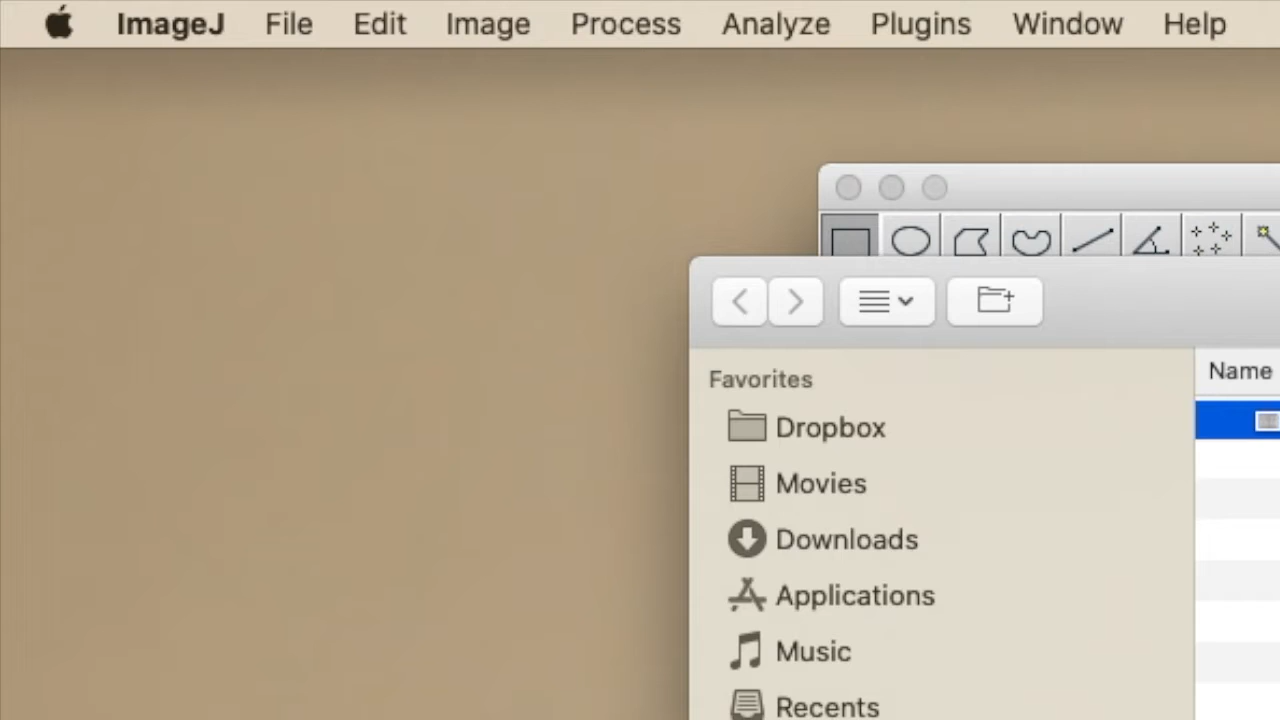 ImageJ File Edit Image Process Analyze Plugins Window Help
Favorites
Name
Dropbox
Movies
Downloads
Applications
Music
Recents